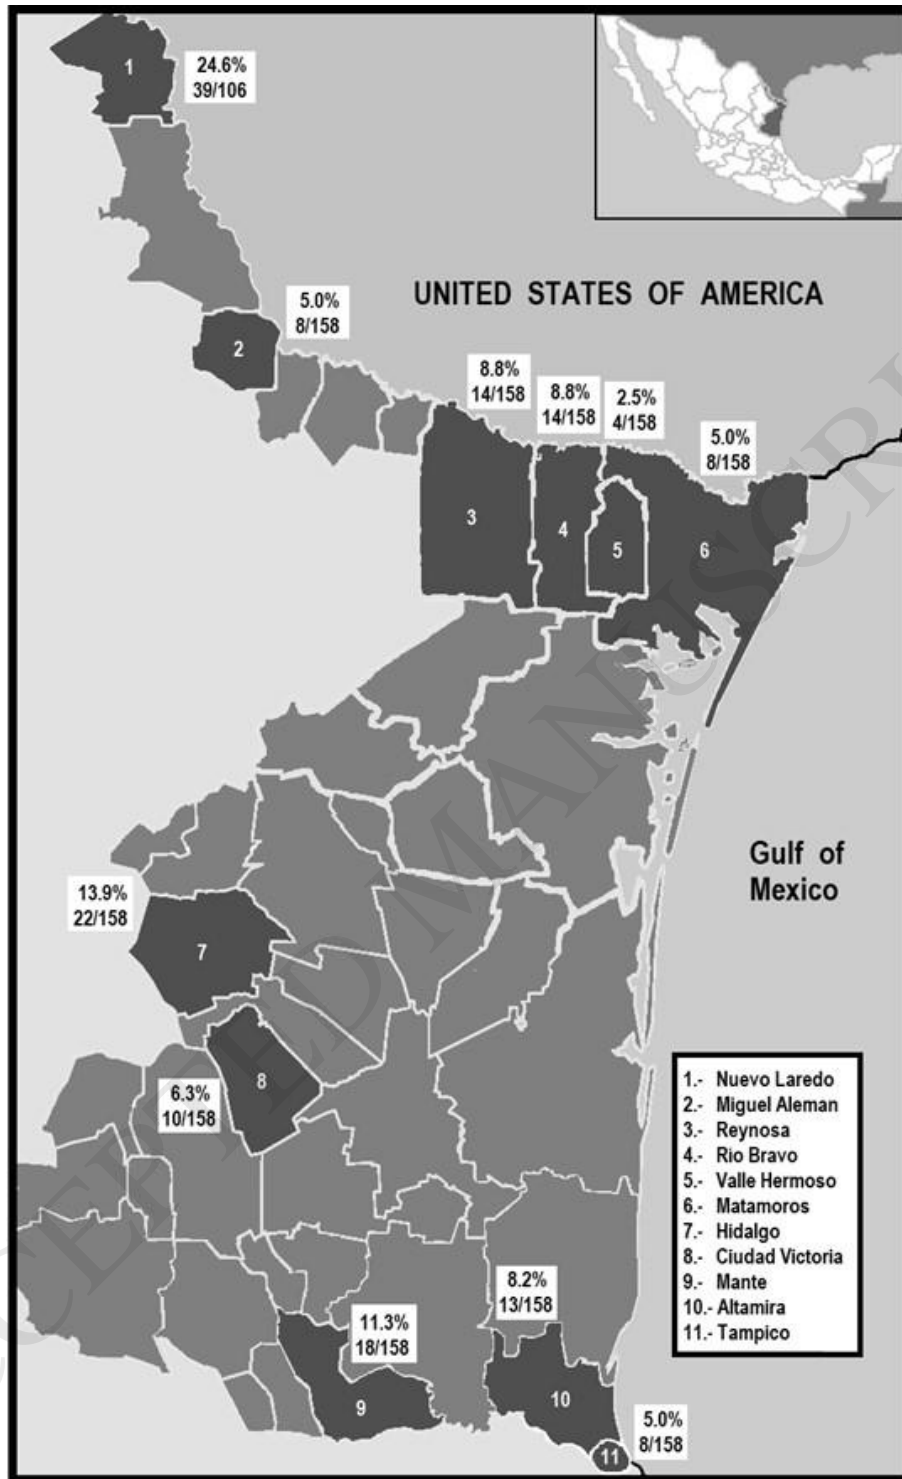 1
24.6%
39/106
UNITED STATES OF AMERICA
5.0%
8/158
2
8.8%
14/158
8.8%
14/158
2.5%
4/158
5.0%
8/158
3
4
5
6
Gulf of
Mexico
13.9%
22/158
7
6.3%
10/158
8
1.- Nuevo Laredo
2.- Miguel Aleman
3.- Reynosa
4.- Rio Bravo
5.- Valle Hermoso
6.- Matamoros
7.- Hidalgo
8.- Ciudad Victoria
9.- Mante
10.- Altamira
11.- Tampico
11.3%
18/158
9
8.2%
13/158
10
5.0%
8/158
11
ACCEPTED MANUSCRI